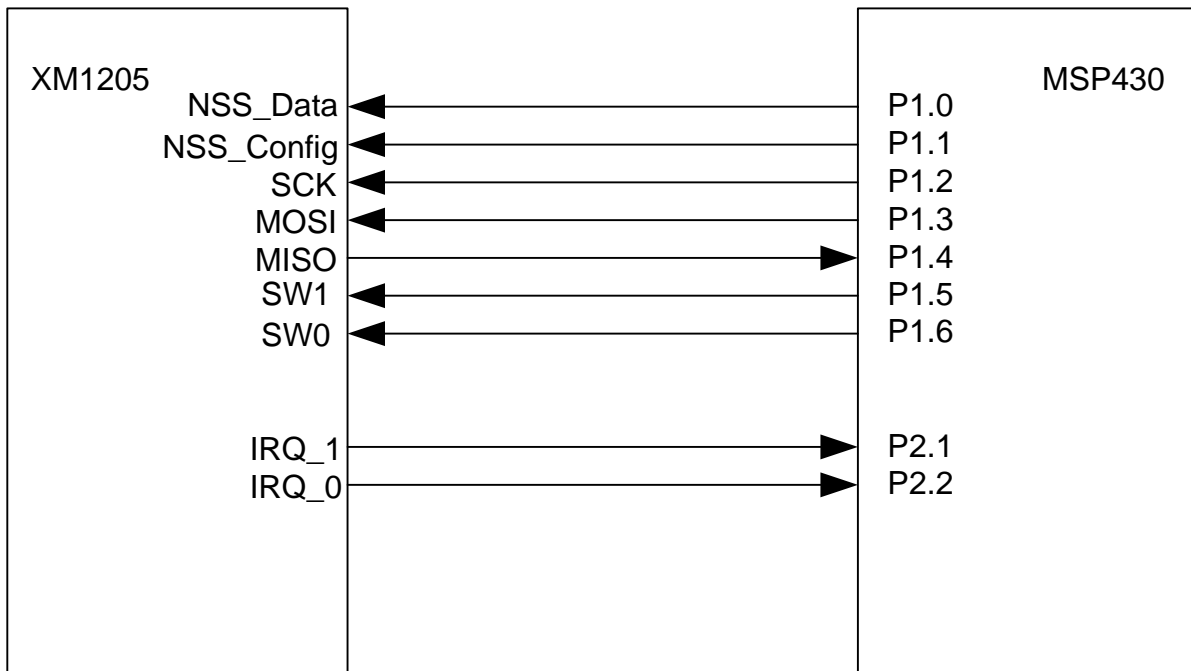 XM1205 MSP430
NSS_Data P1.0
NSS_Config P1.1
SCK P1.2
MOSI P1.3
MISO P1.4
SW1 P1.5
SW0 P1.6
IRQ_1 P2.1
IRQ_0 P2.2